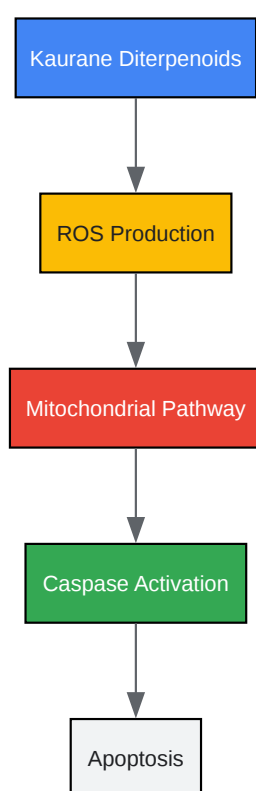 Kaurane Diterpenoids
ROS Production
Mitochondrial Pathway
Caspase Activation
Apoptosis